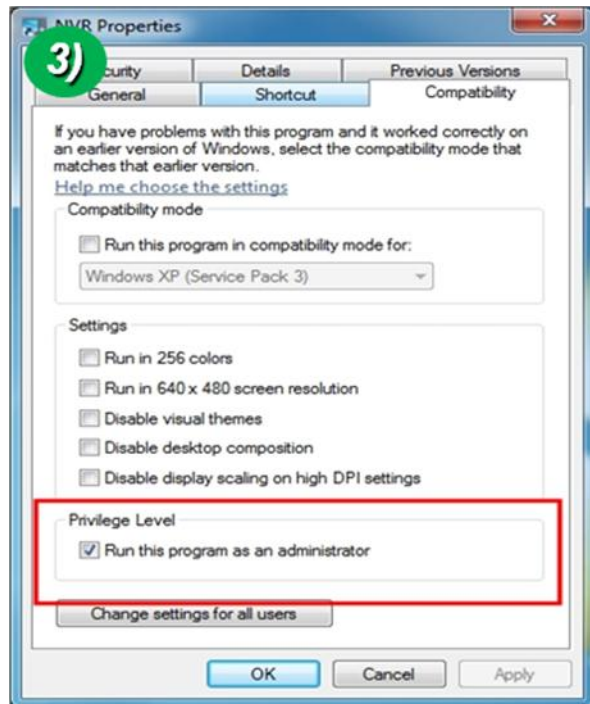 NVR Properties
3)
Security Details Previous Versions
General Shortcut Compatibility
If you have problems with this program and it worked correctly on
an earlier version of Windows, select the compatibility mode that
matches that earlier version.
Help me choose the settings
Compatibility mode
Run this program in compatibility mode for:
Windows XP (Service Pack 3)
Settings
Run in 256 colors
Run in 640 x 480 screen resolution
Disable visual themes
Disable desktop composition
Disable display scaling on high DPI settings
Privilege Level
Run this program as an administrator
Change settings for all users
OK Cancel Apply